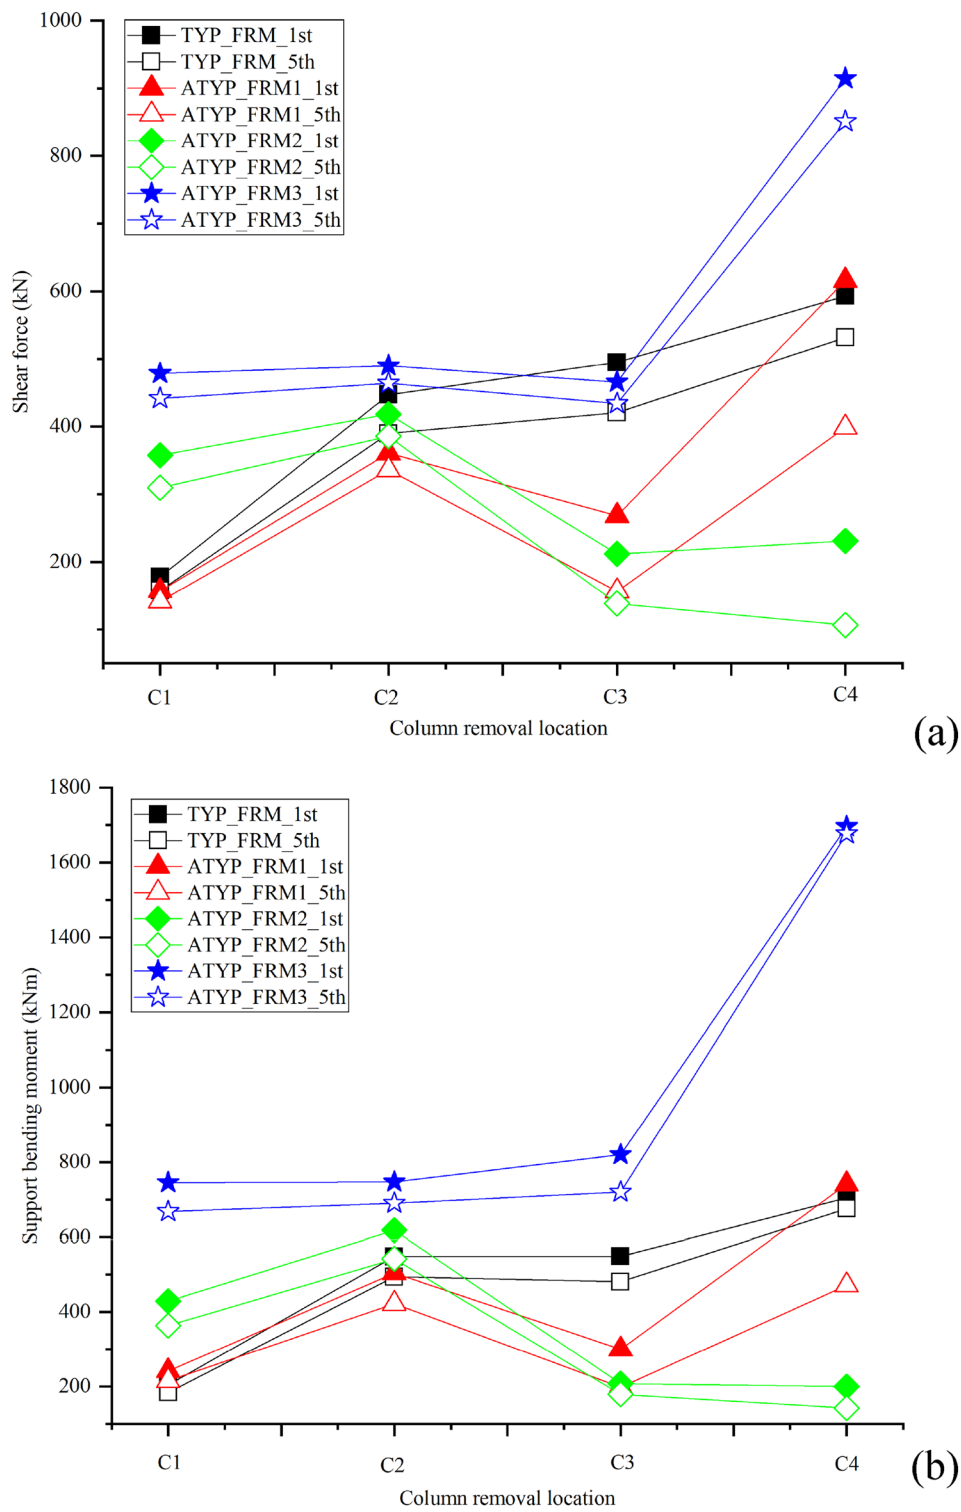 1000
800
600
400
200
Shear force (kN)
TYP_FRM_1st
TYP_FRM_5th
ATYP_FRM1_1st
ATYP_FRM1_5th
ATYP_FRM2_1st
ATYP_FRM2_5th
ATYP_FRM3_1st
ATYP_FRM3_5th
C1 C2 C3 C4
Column removal location
(a)
1800
1600
1400
1200
1000
800
600
400
200
Support bending moment (kNm)
TYP_FRM_1st
TYP_FRM_5th
ATYP_FRM1_1st
ATYP_FRM1_5th
ATYP_FRM2_1st
ATYP_FRM2_5th
ATYP_FRM3_1st
ATYP_FRM3_5th
C1 C2 C3 C4
Column removal location
(b)